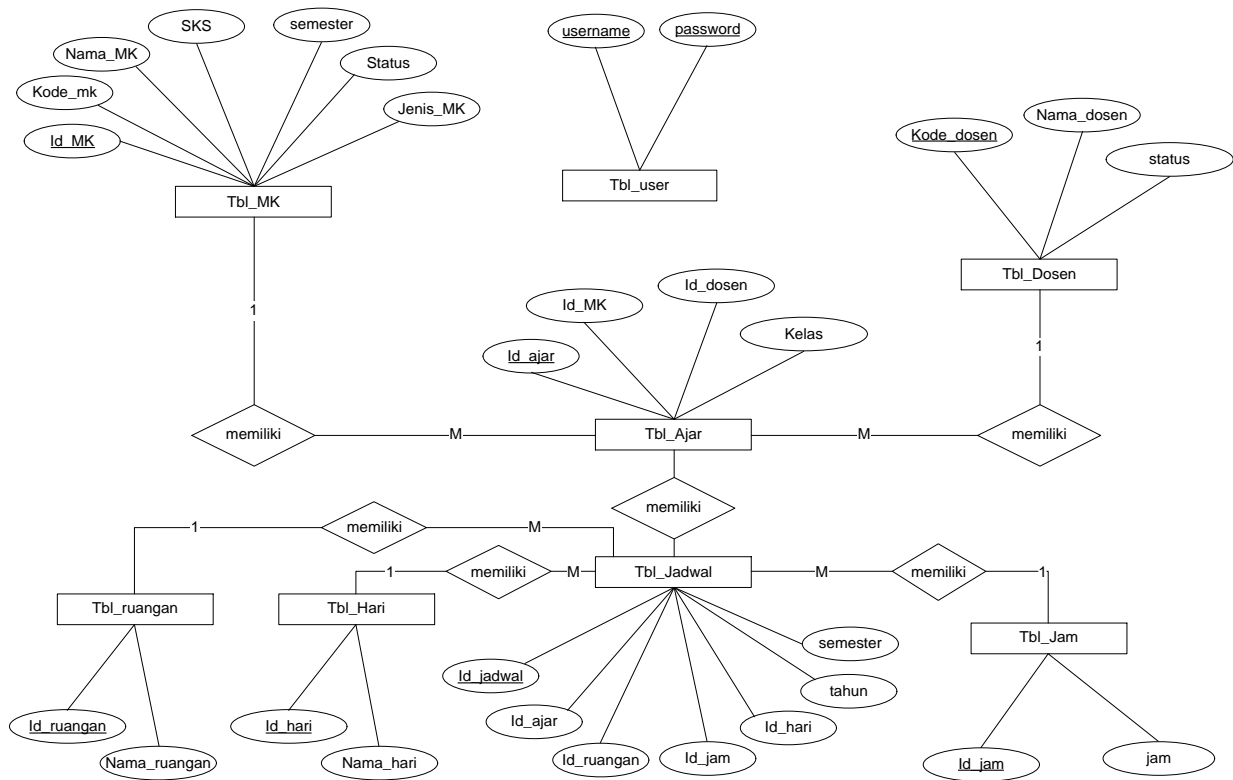 SKS
semester
username
password
Nama_MK
Status
Kode_mk
Jenis_MK
Id_MK
Kode_dosen
Nama_dosen
status
Tbl_MK
Tbl_user
Tbl_Dosen
1
1
Id_MK
Id_dosen
Id_ajar
Kelas
memiliki
M
Tbl_Ajar
M
memiliki
memiliki
1
memiliki
M
1
memiliki
M
Tbl_Jadwal
M
memiliki
1
Tbl_ruangan
Tbl_Hari
Tbl_Jam
semester
Id_jadwal
tahun
Id_ruangan
Id_hari
Id_ajar
Id_hari
Nama_ruangan
Nama_hari
Id_ruangan
Id_jam
Id_jam
jam